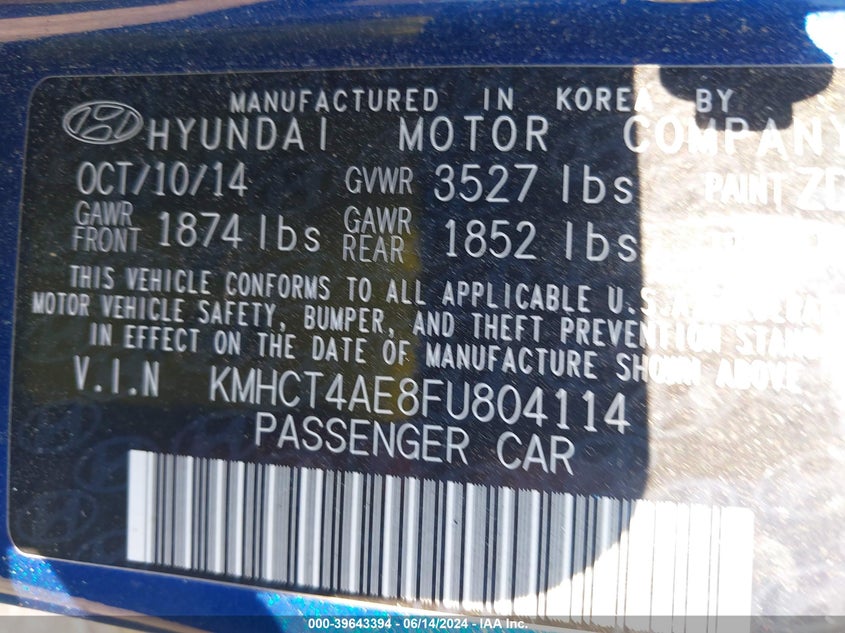 MANUFACTURED IN KOREA BY
HYUNDAI MOTOR COMPANY
OCT/10/14 GVWR 3527 lbs PAINT
GAWR FRONT 1874 lbs GAWR REAR 1852 lbs
THIS VEHICLE CONFORMS TO ALL APPLICABLE U.S.A.
MOTOR VEHICLE SAFETY, BUMPER, AND THEFT PREVENTION
IN EFFECT ON THE DATE OF MANUFACTURE SHOWN ABOVE
V.I.N KMHCT4AE8FU804114
PASSENGER CAR
000-39643394 - 06/14/2024 - IAAI.COM